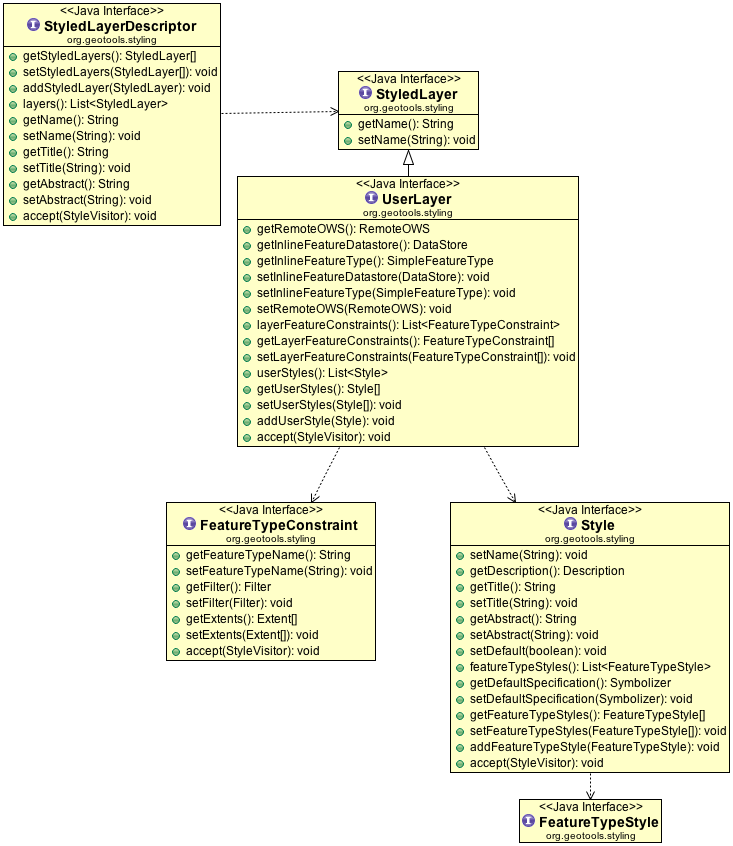 <<Java Interface>>
StyledLayerDescriptor
org.geotools.styling
getStyledLayers(): StyledLayer[]
setStyledLayers(StyledLayer[]): void
addStyledLayer(StyledLayer): void
layers(): List<StyledLayer>
getName(): String
setName(String): void
getTitle(): String
setTitle(String): void
getAbstract(): String
setAbstract(String): void
accept(StyleVisitor): void
<<Java Interface>>
StyledLayer
org.geotools.styling
getName(): String
setName(String): void
<<Java Interface>>
UserLayer
org.geotools.styling
getRemoteOWS(): RemoteOWS
getInlineFeatureDatastore(): DataStore
getInlineFeatureType(): SimpleFeatureType
setInlineFeatureDatastore(DataStore): void
setInlineFeatureType(SimpleFeatureType): void
setRemoteOWS(RemoteOWS): void
layerFeatureConstraints(): List<FeatureTypeConstraint>
getLayerFeatureConstraints(): FeatureTypeConstraint[]
setLayerFeatureConstraints(FeatureTypeConstraint[]): void
userStyles(): List<Style>
getUserStyles(): Style[]
setUserStyles(Style[]): void
addUserStyle(Style): void
accept(StyleVisitor): void
<<Java Interface>>
FeatureTypeConstraint
org.geotools.styling
getFeatureTypeName(): String
setFeatureTypeName(String): void
getFilter(): Filter
setFilter(Filter): void
getExtents(): Extent[]
setExtents(Extent[]): void
accept(StyleVisitor): void
<<Java Interface>>
Style
org.geotools.styling
setName(String): void
getDescription(): Description
getTitle(): String
setTitle(String): void
getAbstract(): String
setAbstract(String): void
setDefault(boolean): void
featureTypeStyles(): List<FeatureTypeStyle>
getDefaultSpecification(): Symbolizer
setDefaultSpecification(Symbolizer): void
getFeatureTypeStyles(): FeatureTypeStyle[]
setFeatureTypeStyles(FeatureTypeStyle[]): void
addFeatureTypeStyle(FeatureTypeStyle): void
accept(StyleVisitor): void
<<Java Interface>>
FeatureTypeStyle
org.geotools.styling